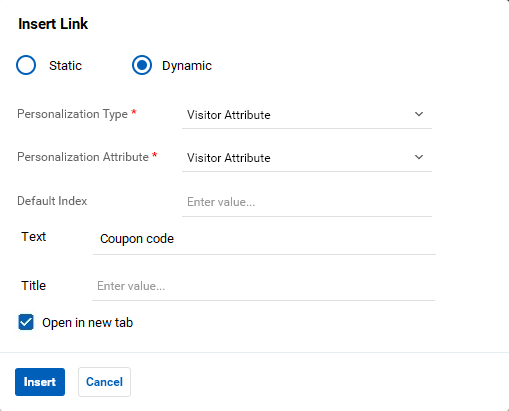 Insert Link
Static Dynamic
Personalization Type * Visitor Attribute
Personalization Attribute * Visitor Attribute
Default Index Enter value...
Text Coupon code
Title Enter value...
Open in new tab
Insert Cancel